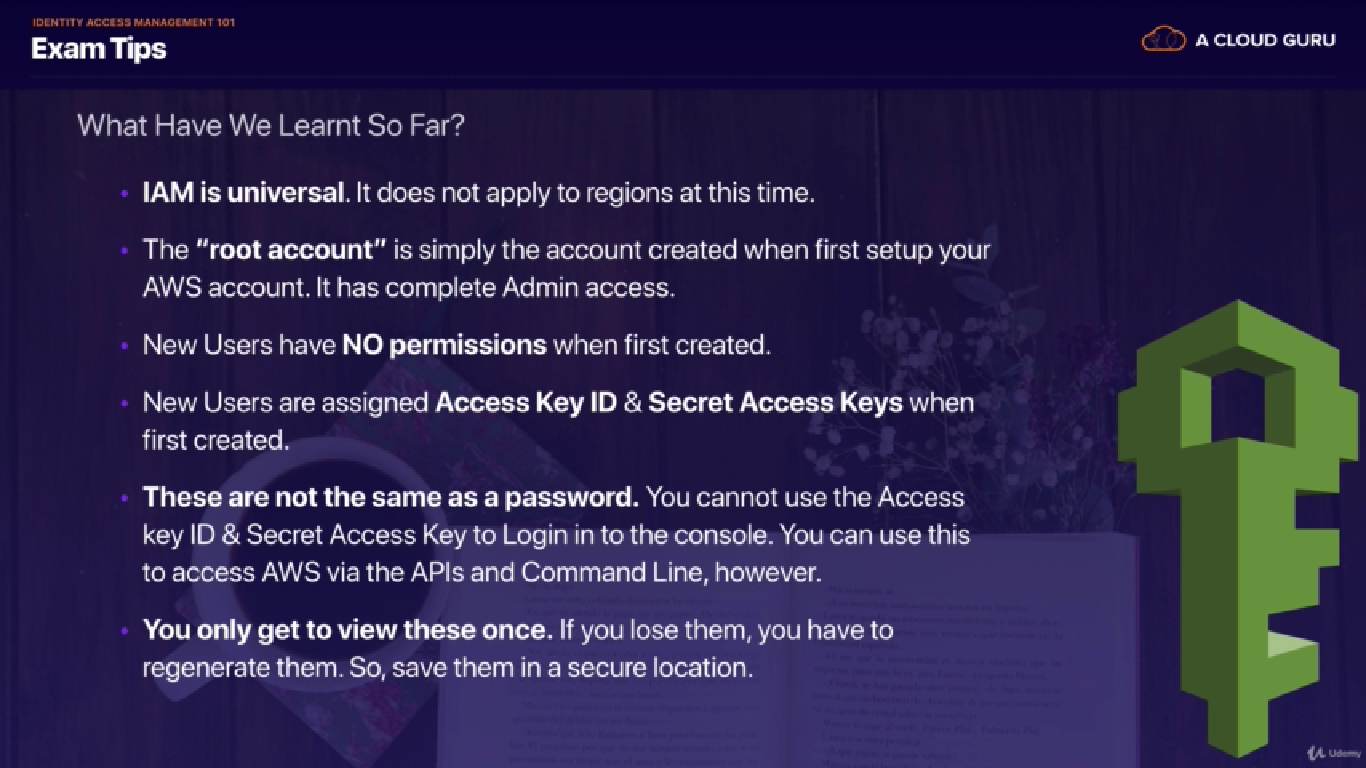 IDENTITY ACCESS MANAGEMENT 101
Exam Tips
A CLOUD GURU
What Have We Learnt So Far?
• IAM is universal. It does not apply to regions at this time.
• The “root account” is simply the account created when first setup your
AWS account. It has complete Admin access.
• New Users have NO permissions when first created.
• New Users are assigned Access Key ID & Secret Access Keys when
first created.
• These are not the same as a password. You cannot use the Access
key ID & Secret Access Key to Login in to the console. You can use this
to access AWS via the APIs and Command Line, however.
• You only get to view these once. If you lose them, you have to
regenerate them. So, save them in a secure location.
Udemy